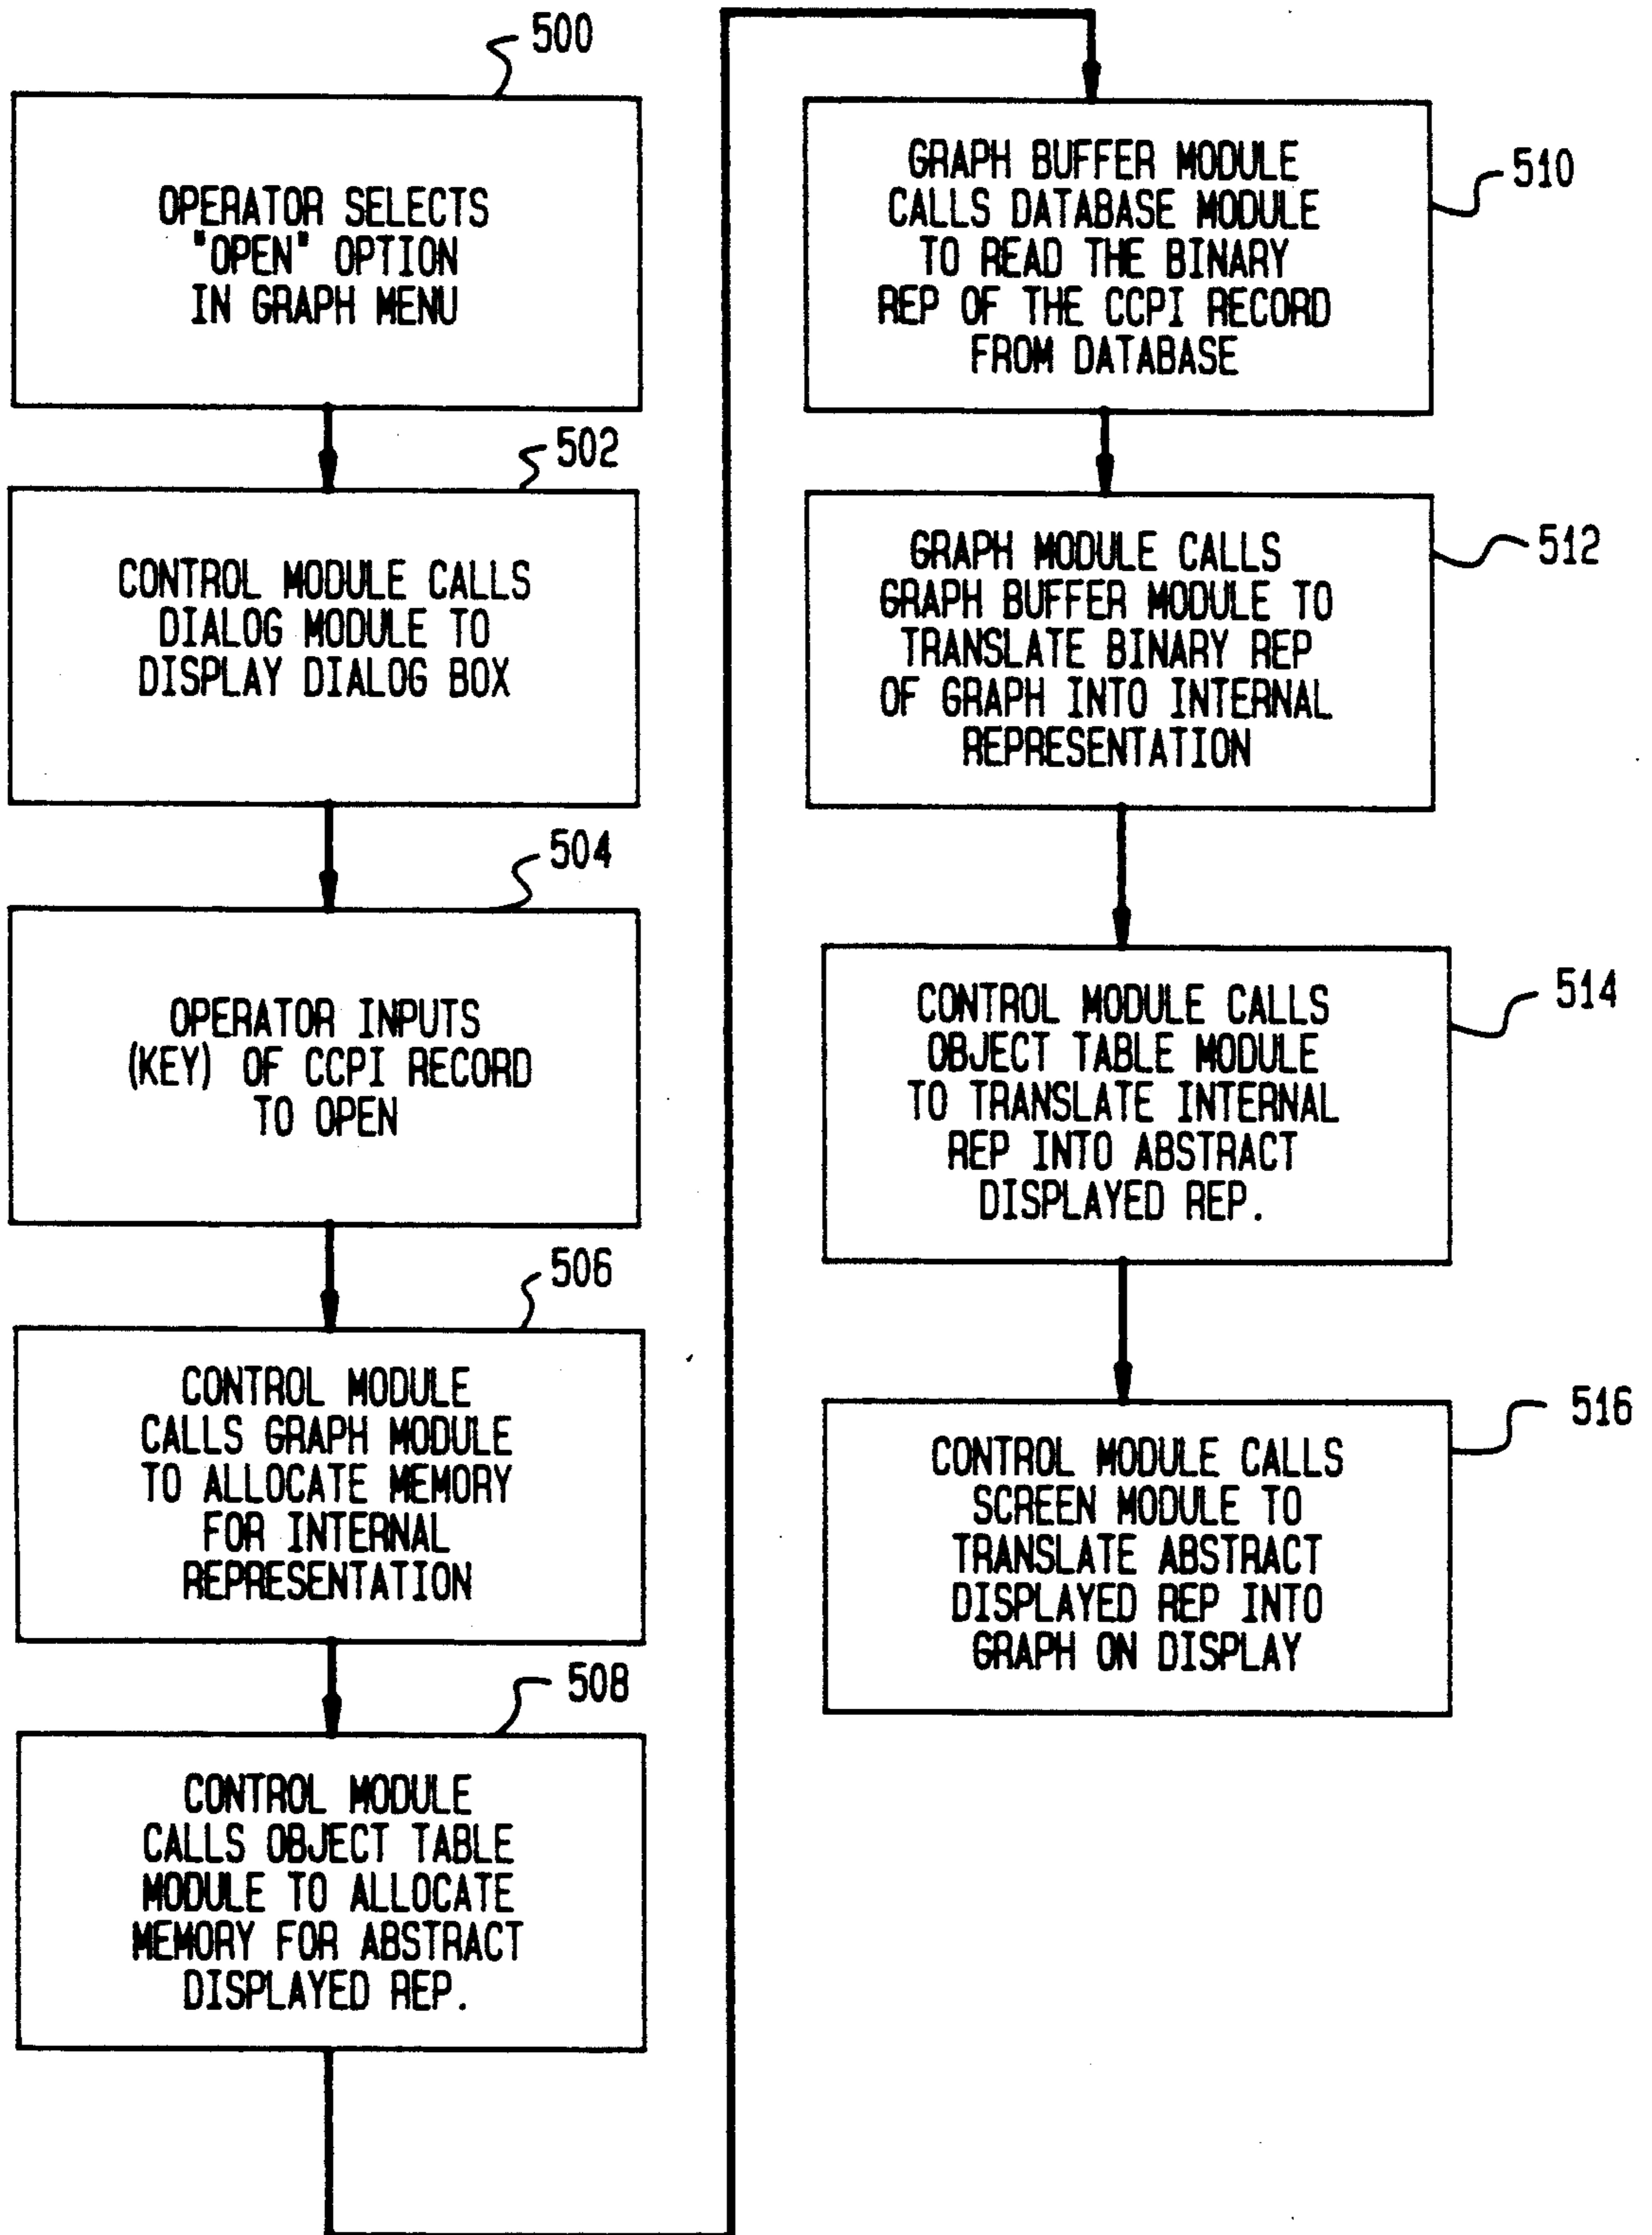 500
OPERATOR SELECTS
"OPEN" OPTION
IN GRAPH MENU
502
CONTROL MODULE CALLS
DIALOG MODULE TO
DISPLAY DIALOG BOX
504
OPERATOR INPUTS
(KEY) OF CCPI RECORD
TO OPEN
506
CONTROL MODULE
CALLS GRAPH MODULE
TO ALLOCATE MEMORY
FOR INTERNAL
REPRESENTATION
508
CONTROL MODULE
CALLS OBJECT TABLE
MODULE TO ALLOCATE
MEMORY FOR ABSTRACT
DISPLAYED REP.
510
GRAPH BUFFER MODULE
CALLS DATABASE MODULE
TO READ THE BINARY
REP OF THE CCPI RECORD
FROM DATABASE
512
GRAPH MODULE CALLS
GRAPH BUFFER MODULE TO
TRANSLATE BINARY REP
OF GRAPH INTO INTERNAL
REPRESENTATION
514
CONTROL MODULE CALLS
OBJECT TABLE MODULE
TO TRANSLATE INTERNAL
REP INTO ABSTRACT
DISPLAYED REP.
516
CONTROL MODULE CALLS
SCREEN MODULE TO
TRANSLATE ABSTRACT
DISPLAYED REP INTO
GRAPH ON DISPLAY